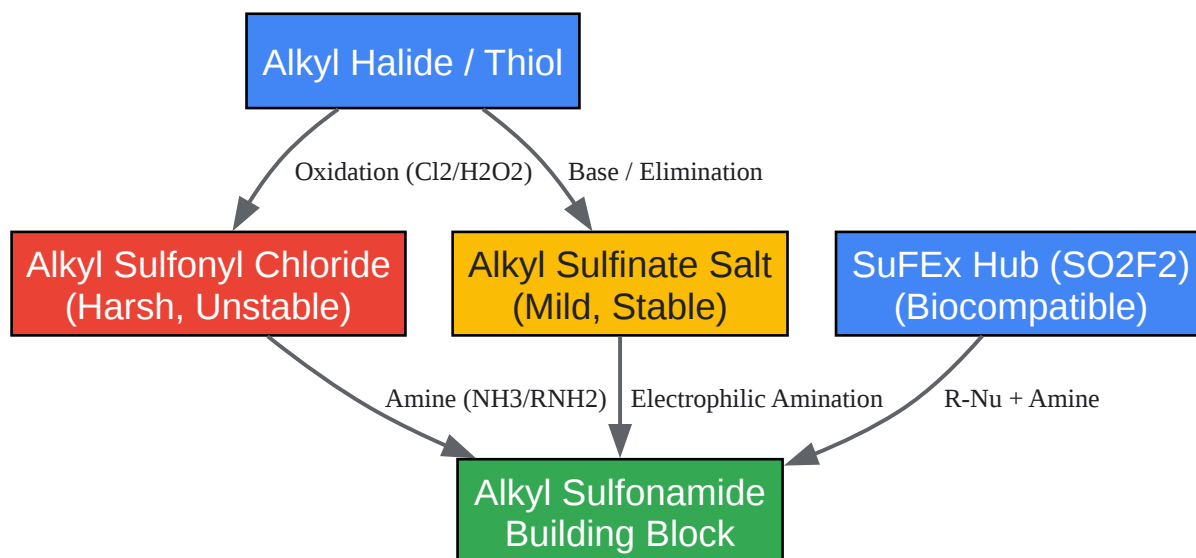 Alkyl Halide / Thiol
Oxidation (Cl2/H2O2)
Base / Elimination
Alkyl Sulfonyl Chloride
(Harsh, Unstable)
Alkyl Sulfinate Salt
(Mild, Stable)
SuFEx Hub (SO2F2)
(Biocompatible)
Amine (NH3/RNH2)
Electrophilic Amination
R-Nu + Amine
Alkyl Sulfonamide
Building Block